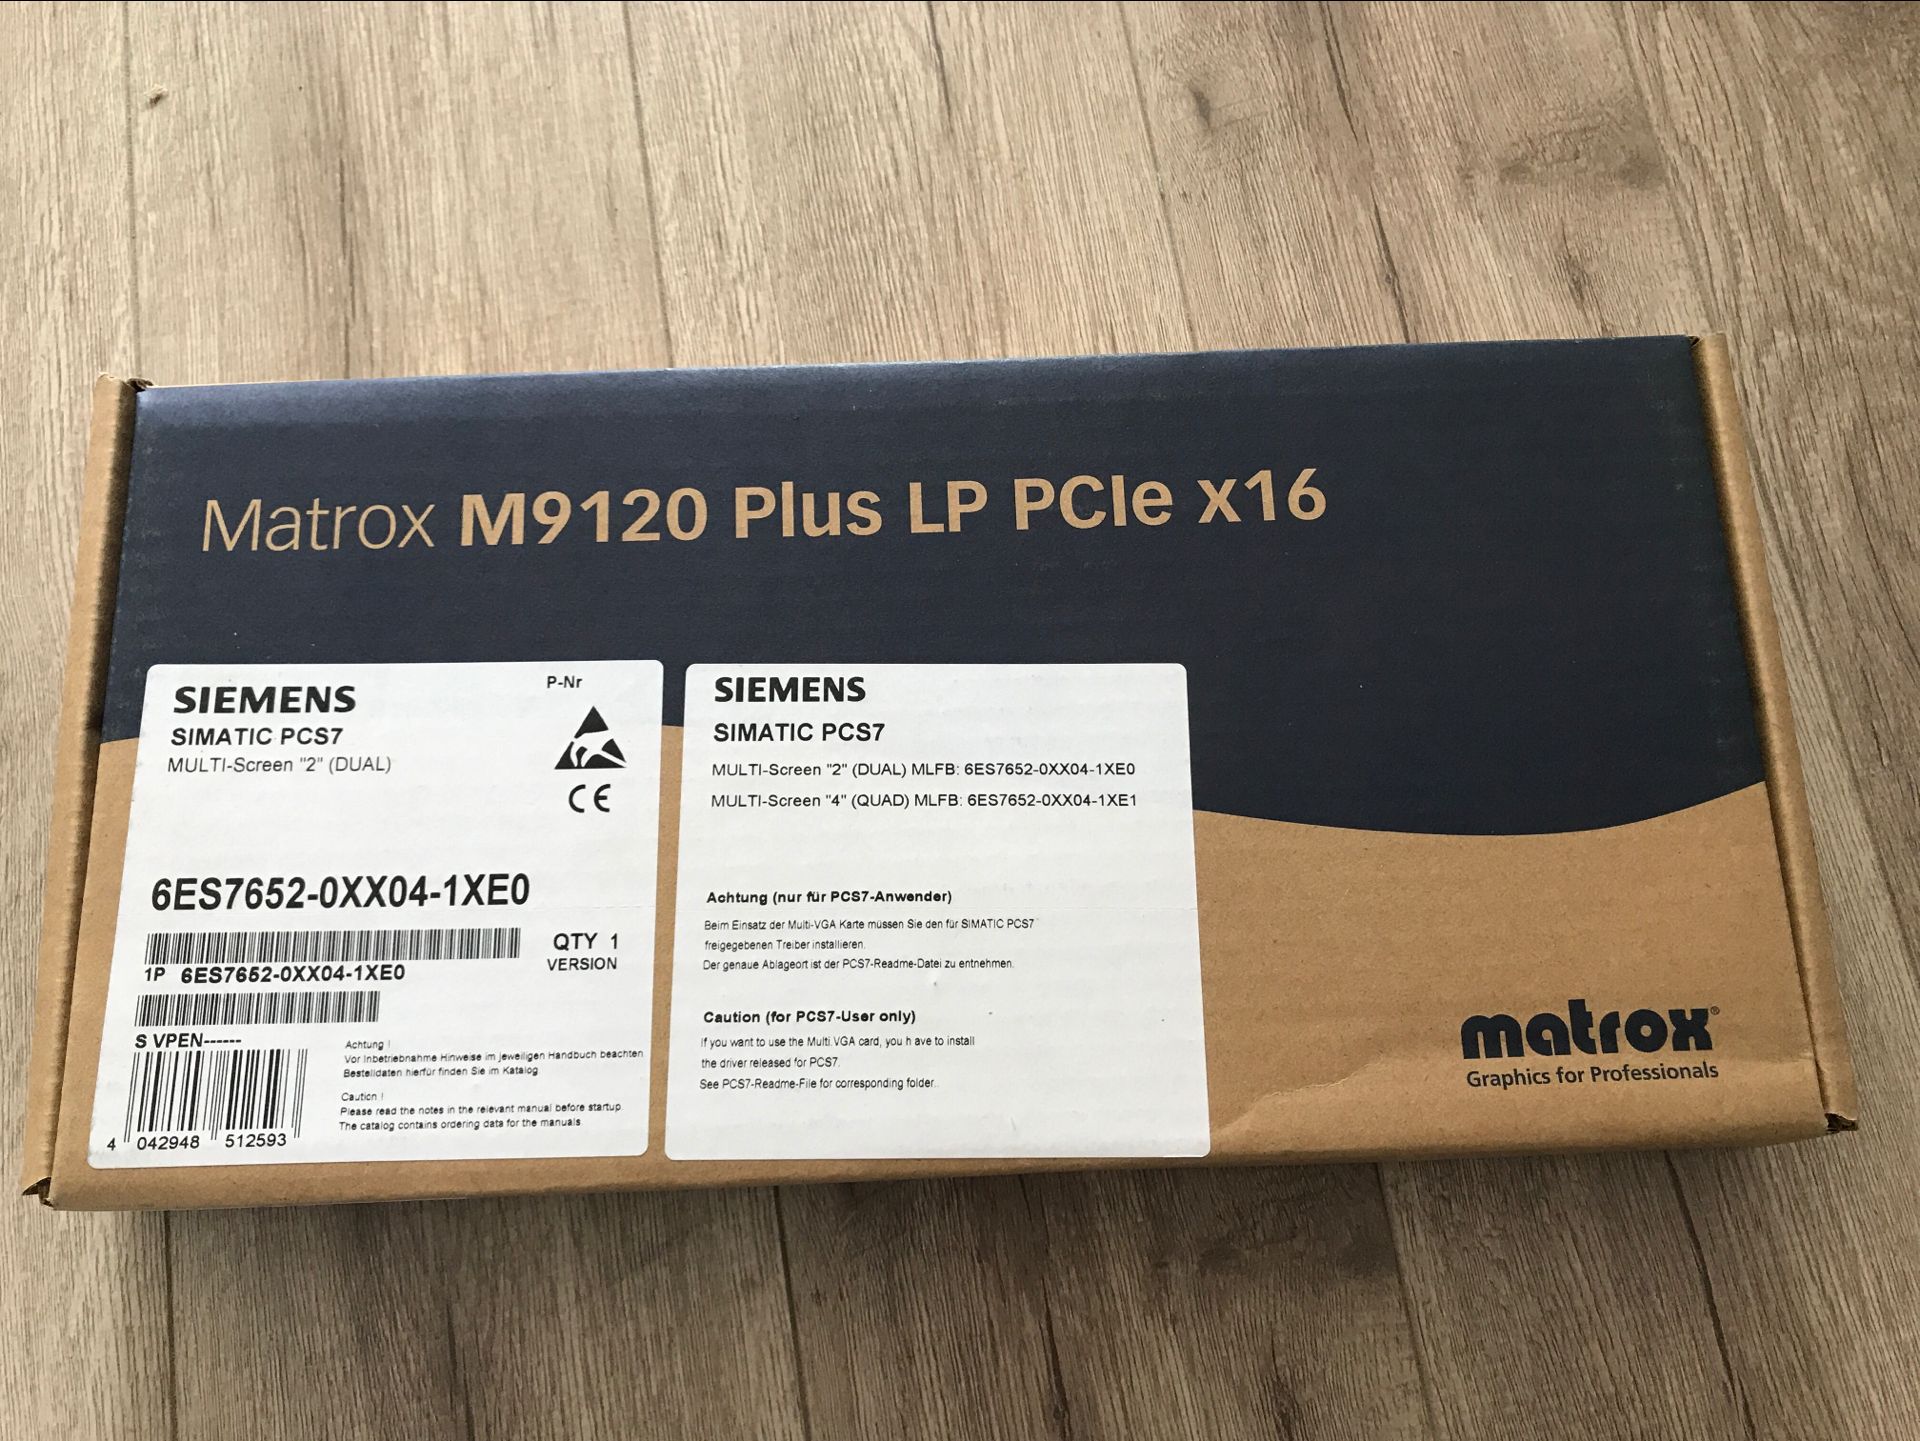 Matrox M9120 Plus LP PCIe x16
SIEMENS
SIMATIC PCS7
MULTI-Screen "2" (DUAL)
P-Nr
CE
6ES7652-0XX04-1XE0
1P 6ES7652-0XX04-1XE0
QTY 1
VERSION
S VPEN------
4 042948 512593
Achtung !
Vor Inbetriebnahme Hinweise im jeweiligen Handbuch beachten
Bestelldaten hierfür finden Sie im Katalog
Caution !
Please read the notes in the relevant manual before startup
The catalog contains ordering data for the manuals
SIEMENS
SIMATIC PCS7
MULTI-Screen "2" (DUAL) MLFB: 6ES7652-0XX04-1XE0
MULTI-Screen "4" (QUAD) MLFB: 6ES7652-0XX04-1XE1
Achtung (nur für PCS7-Anwender)
Beim Einsatz der Multi-VGA Karte müssen Sie den für SIMATIC PCS7
freigegebenen Treiber installieren.
Der genaue Ablageort ist der PCS7-Readme-Datei zu entnehmen.
Caution (for PCS7-User only)
If you want to use the Multi.VGA card, you h ave to install
the driver released for PCS7.
See PCS7-Readme-File for corresponding folder.
matrox®
Graphics for Professionals